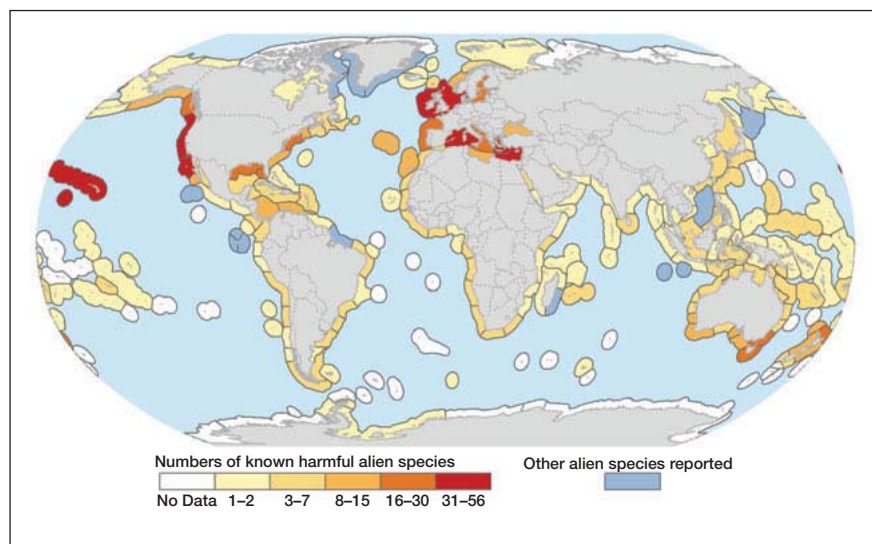 Numbers of known harmful alien species
Other alien species reported
No Data 1–2 3–7 8–15 16–30 31–56